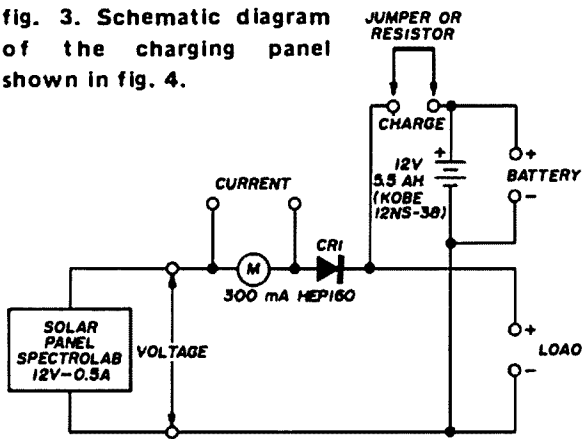 fig. 3. Schematic diagram
of the charging panel
shown in fig. 4.
JUMPER OR
RESISTOR
CHARGE
+
12V
5.5 AH
(KOBE
12NS-38)
+
BATTERY
-
CURRENT
M
300 mA
CR1
HEP160
SOLAR
PANEL
SPECTROLAB
12V-0.5A
VOLTAGE
+
LOAD
-